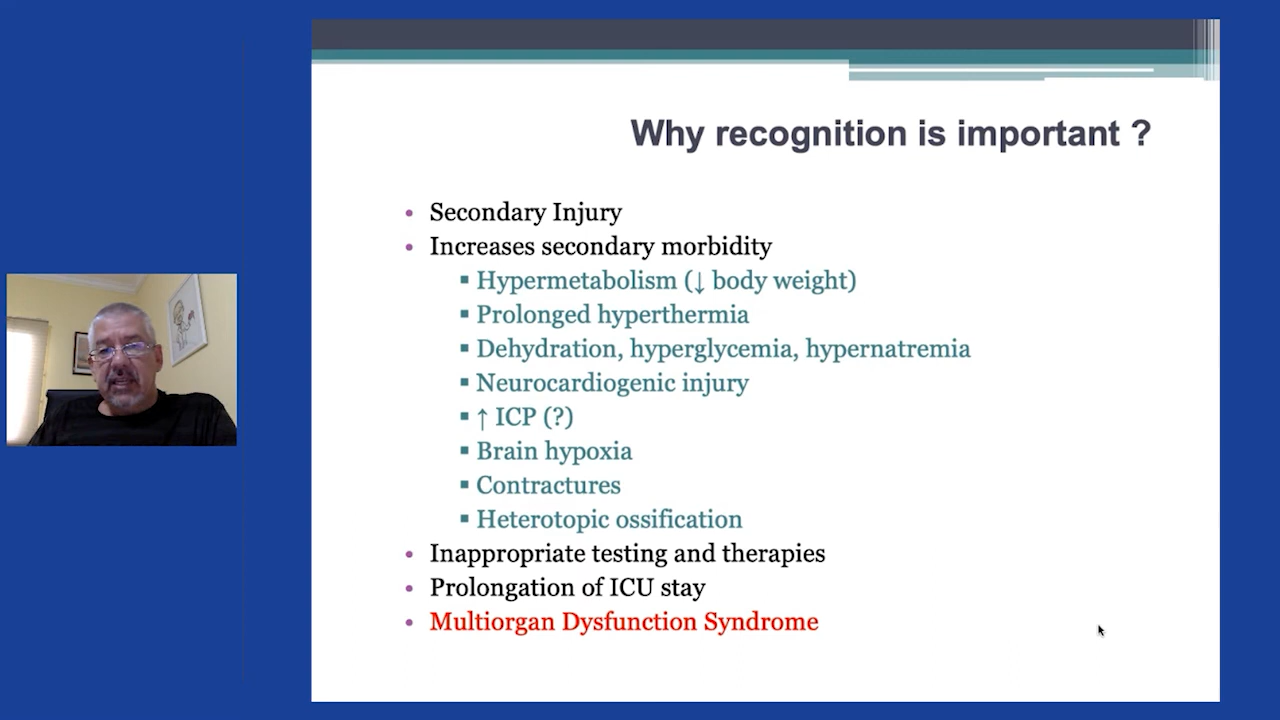 Why recognition is important ?
• Secondary Injury
• Increases secondary morbidity
▪ Hypermetabolism (↓ body weight)
▪ Prolonged hyperthermia
▪ Dehydration, hyperglycemia, hypernatremia
▪ Neurocardiogenic injury
▪ ↑ ICP (?)
▪ Brain hypoxia
▪ Contractures
▪ Heterotopic ossification
• Inappropriate testing and therapies
• Prolongation of ICU stay
• Multiorgan Dysfunction Syndrome